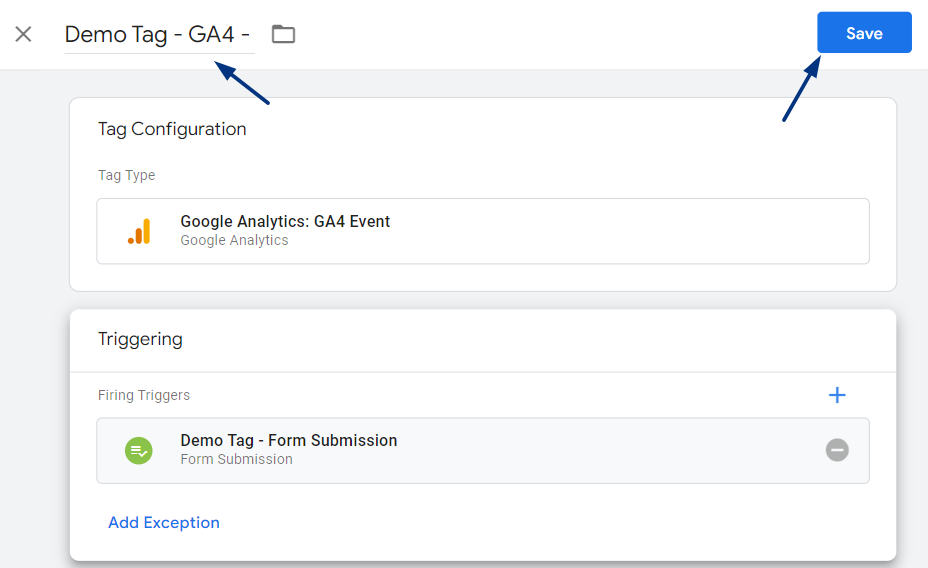 Demo Tag - GA4 -
Save
Tag Configuration
Tag Type
Google Analytics: GA4 Event
Google Analytics
Triggering
Firing Triggers
Demo Tag - Form Submission
Form Submission
Add Exception